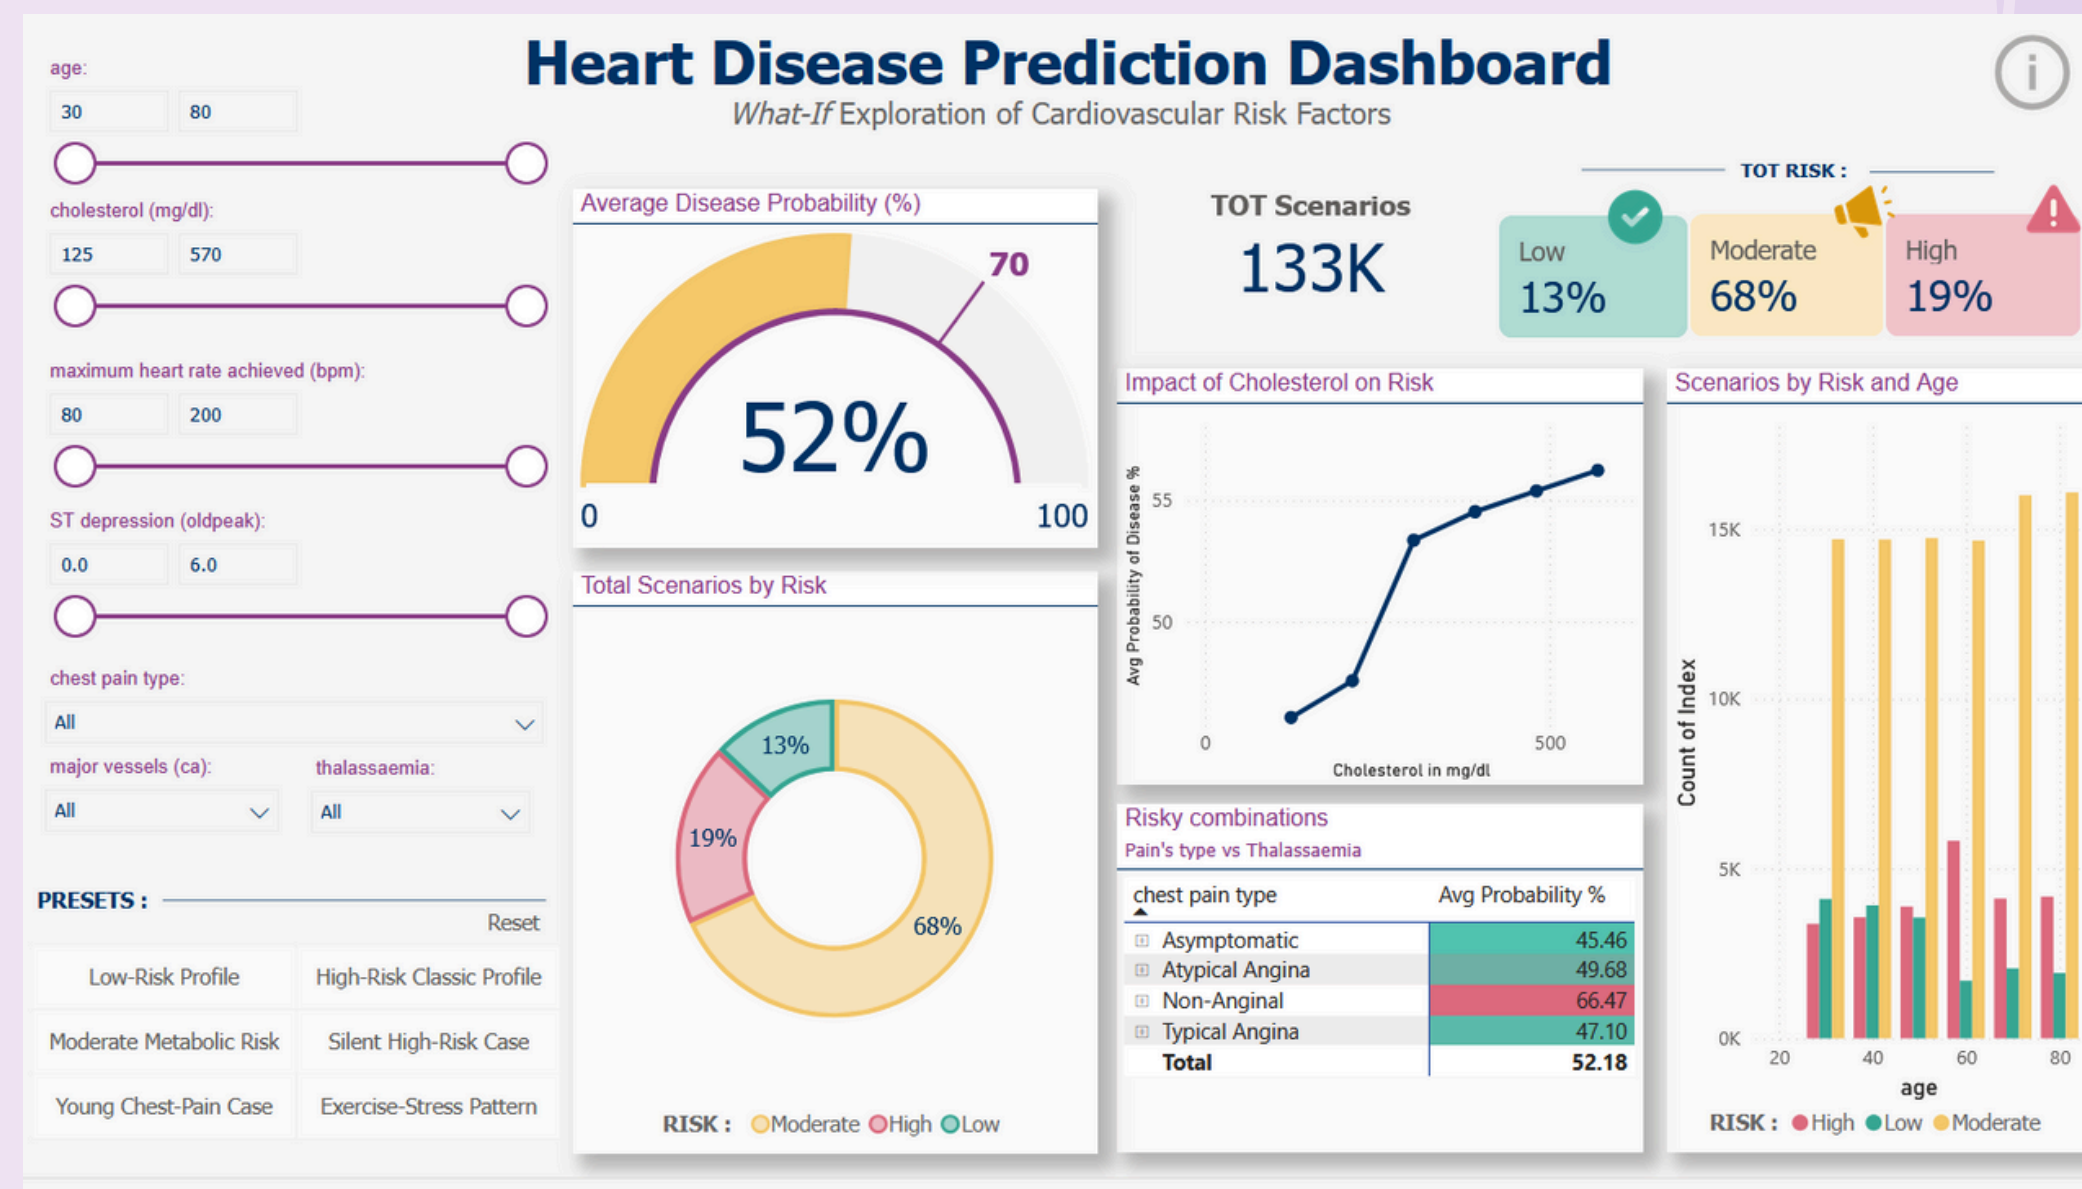 Heart Disease Prediction Dashboard
What-If Exploration of Cardiovascular Risk Factors
i
age:
30 80
cholesterol (mg/dl):
125 570
maximum heart rate achieved (bpm):
80 200
ST depression (oldpeak):
0.0 6.0
chest pain type:
All
major vessels (ca): thalassaemia:
All All
PRESETS :
Reset
Low-Risk Profile High-Risk Classic Profile
Moderate Metabolic Risk Silent High-Risk Case
Young Chest-Pain Case Exercise-Stress Pattern
Average Disease Probability (%)
70
52%
0 100
Total Scenarios by Risk
13%
19%
68%
RISK : Moderate High Low
TOT Scenarios
133K
TOT RISK :
Low Moderate High
13% 68% 19%
Impact of Cholesterol on Risk
Avg Probability of Disease %
55
50
0 500
Cholesterol in mg/dl
Risky combinations
Pain's type vs Thalassaemia
chest pain type Avg Probability %
Asymptomatic 45.46
Atypical Angina 49.68
Non-Anginal 66.47
Typical Angina 47.10
Total 52.18
Scenarios by Risk and Age
Count of Index
15K
10K
5K
0K
20 40 60 80
age
RISK : High Low Moderate